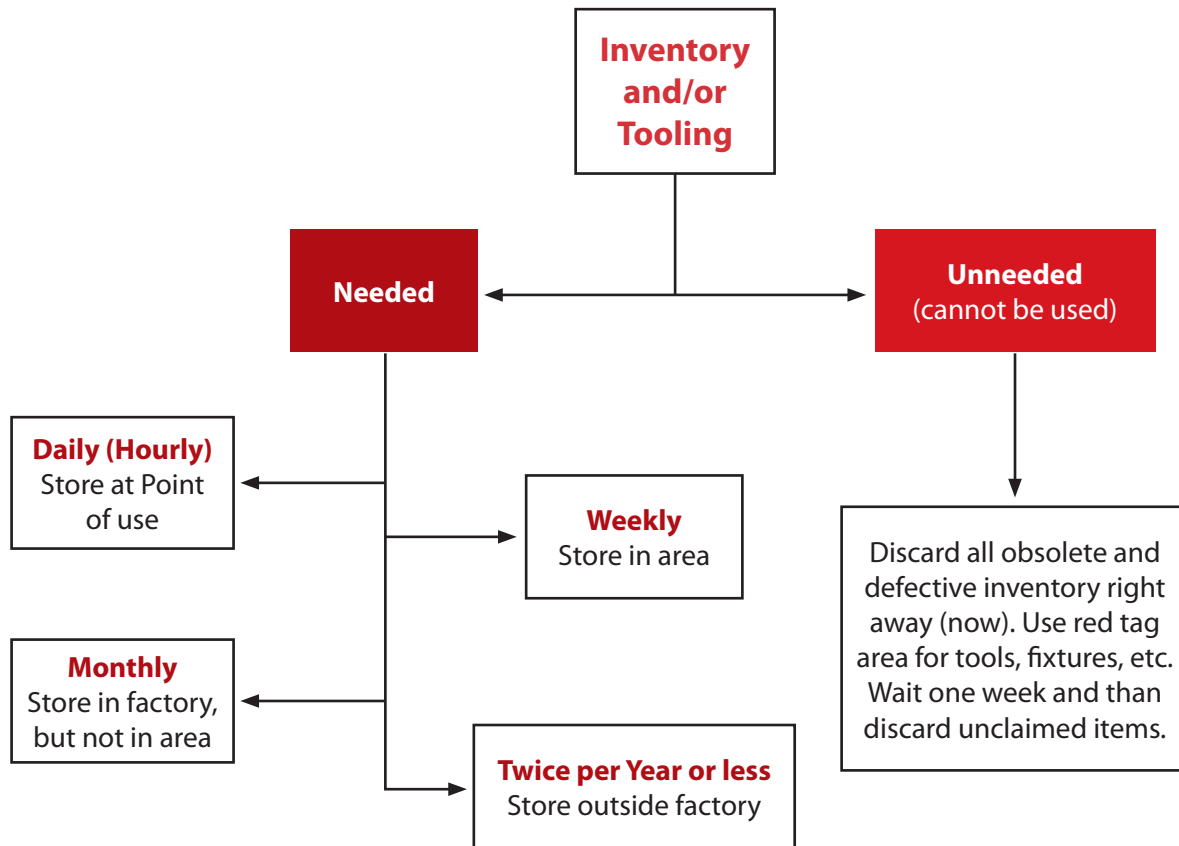 Inventory
and/or
Tooling
Needed
Unneeded
(cannot be used)
Daily (Hourly)
Store at Point
of use
Weekly
Store in area
Monthly
Store in factory,
but not in area
Twice per Year or less
Store outside factory
Discard all obsolete and
defective inventory right
away (now). Use red tag
area for tools, fixtures, etc.
Wait one week and than
discard unclaimed items.